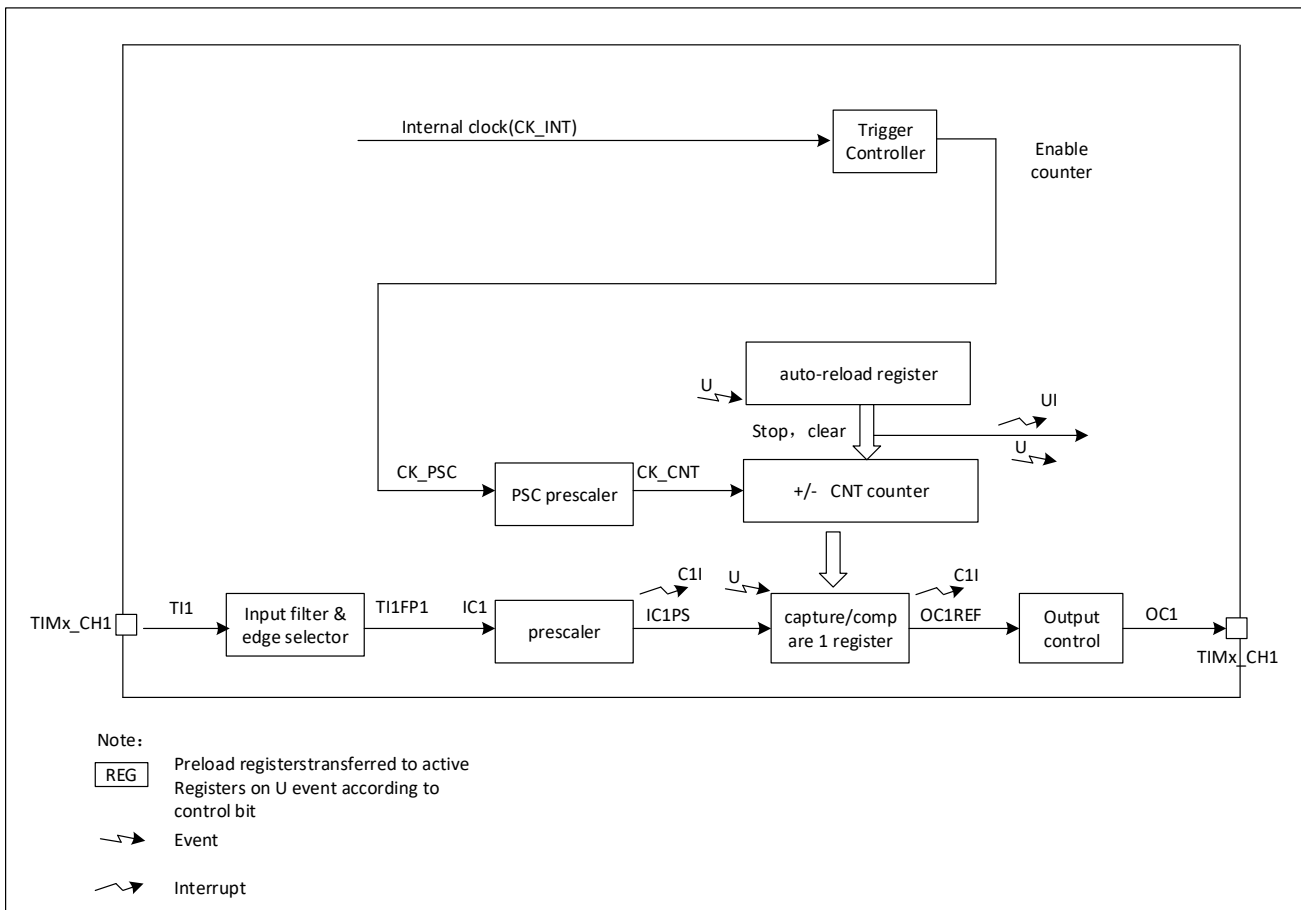 Internal clock(CK_INT)
Trigger
Controller
Enable
counter
auto-reload register
U
UI
Stop，clear
U
CK_PSC
CK_CNT
PSC prescaler
+/- CNT counter
C1I
U
C1I
TI1
TI1FP1
IC1
IC1PS
OC1REF
OC1
TIMx_CH1
Input filter &
edge selector
prescaler
capture/comp
are 1 register
Output
control
TIMx_CH1
Note：
REG
Preload registerstransferred to active
Registers on U event according to
control bit
Event
Interrupt